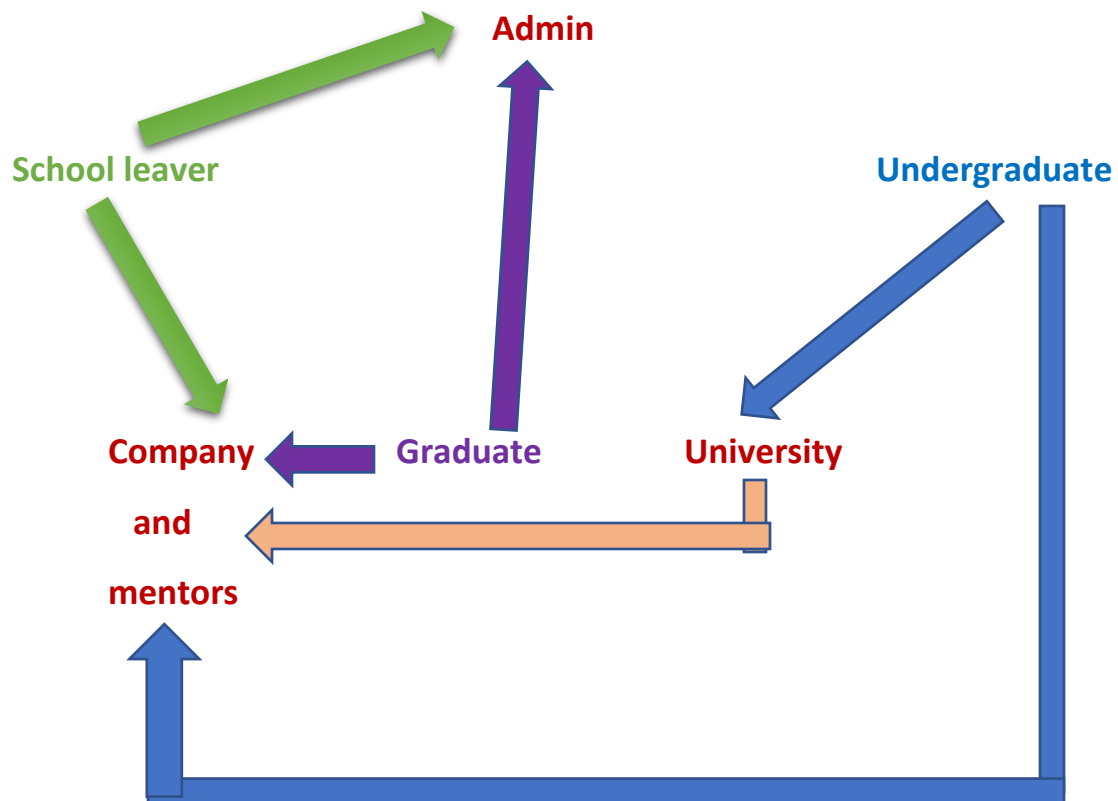 Admin
School leaver
Undergraduate
Company
Graduate
University
and
mentors